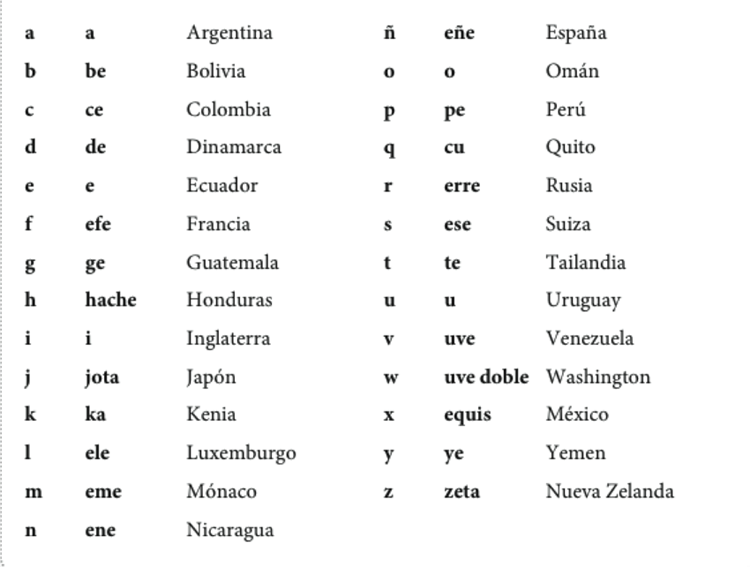 a a Argentina
b be Bolivia
c ce Colombia
d de Dinamarca
e e Ecuador
f efe Francia
g ge Guatemala
h hache Honduras
i i Inglaterra
j jota Japón
k ka Kenia
l ele Luxemburgo
m eme Mónaco
n ene Nicaragua
ñ eñe España
o o Omán
p pe Perú
q cu Quito
r erre Rusia
s ese Suiza
t te Tailandia
u u Uruguay
v uve Venezuela
w uve doble Washington
x equis México
y ye Yemen
z zeta Nueva Zelanda